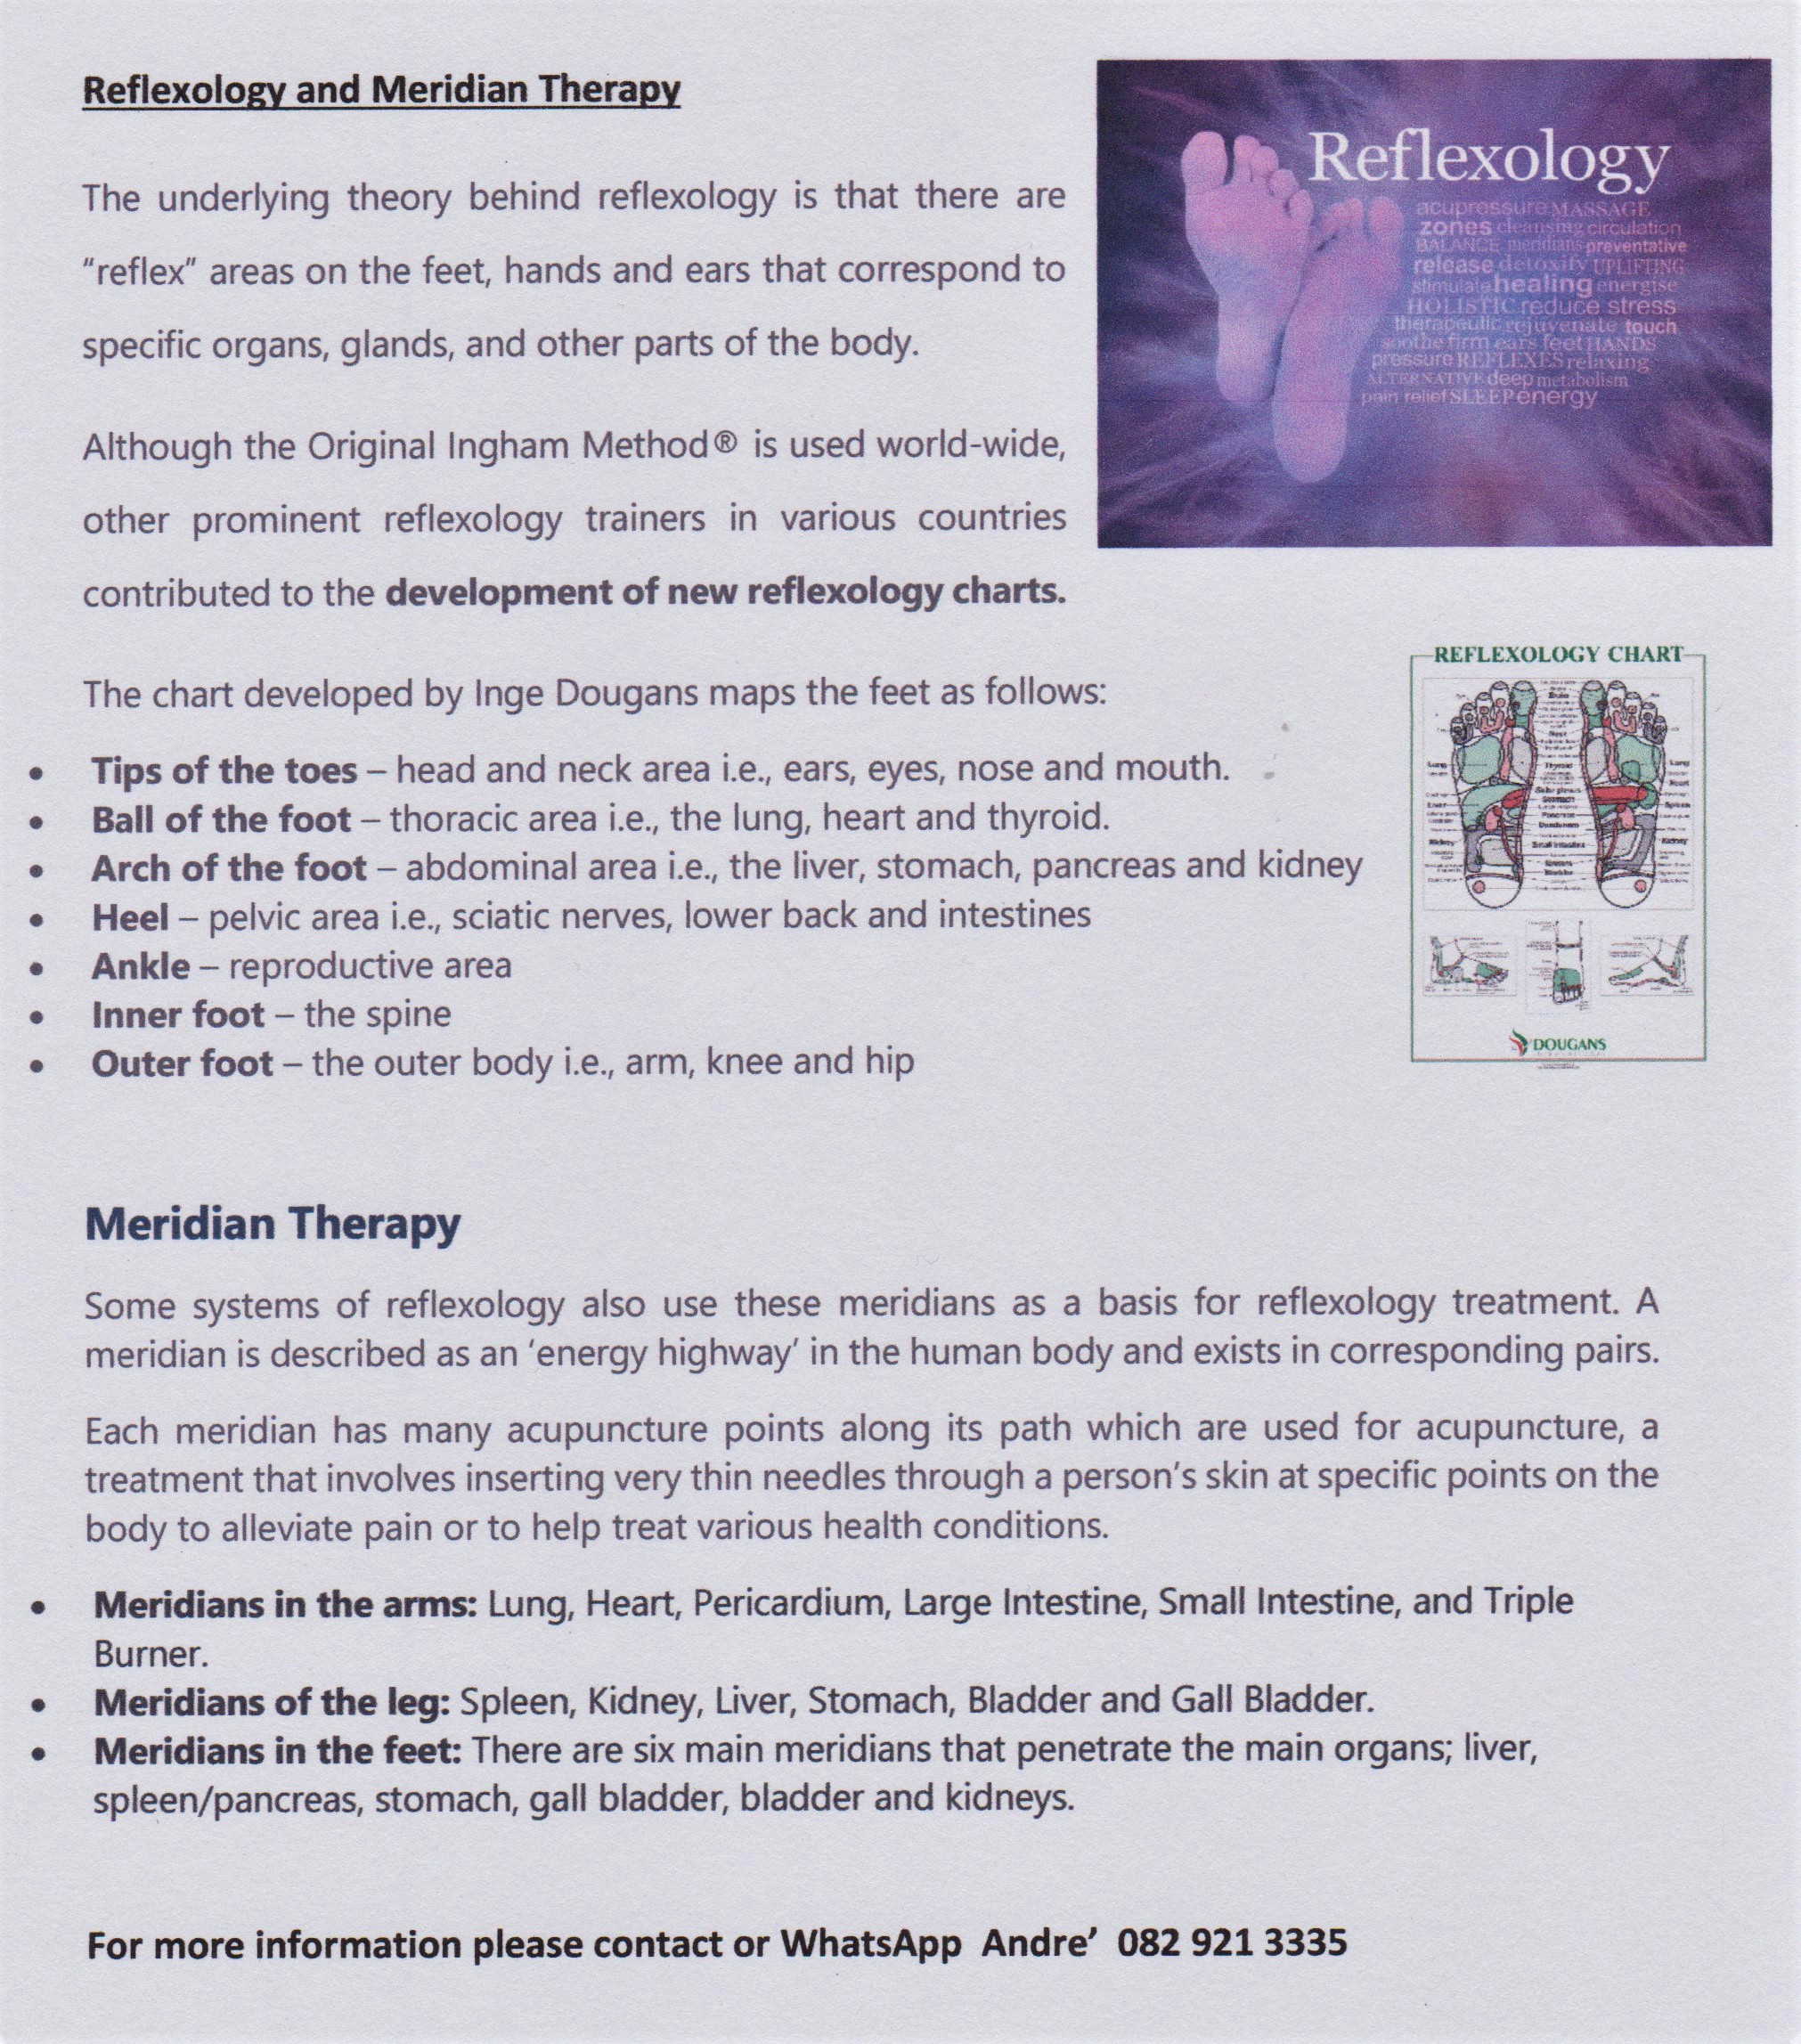 Reflexology and Meridian Therapy
The underlying theory behind reflexology is that there are
“reflex” areas on the feet, hands and ears that correspond to
specific organs, glands, and other parts of the body.
Although the Original Ingham Method® is used world-wide,
other prominent reflexology trainers in various countries
contributed to the development of new reflexology charts.
Reflexology
acupressure MASSAGE
zones cleansing circulation
BALANCE meridians preventative
release detoxify UPLIFTING
stimulate healing energise
HOLISTIC reduce stress
therapeutic rejuvenate touch
soothe firm ears feet HANDS
pressure REFLEXES relaxing
ALTERNATIVE deep metabolism
pain relief SLEEP energy
The chart developed by Inge Dougans maps the feet as follows:
• Tips of the toes – head and neck area i.e., ears, eyes, nose and mouth.
• Ball of the foot – thoracic area i.e., the lung, heart and thyroid.
• Arch of the foot – abdominal area i.e., the liver, stomach, pancreas and kidney
• Heel – pelvic area i.e., sciatic nerves, lower back and intestines
• Ankle – reproductive area
• Inner foot – the spine
• Outer foot – the outer body i.e., arm, knee and hip
REFLEXOLOGY CHART
Thyroid
Lung
Lung
Heart
Stomach
Liver
Spleen
Pancreas
Kidney
Small Intestines
Kidney
Bladder
DOUGANS
Meridian Therapy
Some systems of reflexology also use these meridians as a basis for reflexology treatment. A
meridian is described as an ‘energy highway’ in the human body and exists in corresponding pairs.
Each meridian has many acupuncture points along its path which are used for acupuncture, a
treatment that involves inserting very thin needles through a person’s skin at specific points on the
body to alleviate pain or to help treat various health conditions.
• Meridians in the arms: Lung, Heart, Pericardium, Large Intestine, Small Intestine, and Triple
Burner.
• Meridians of the leg: Spleen, Kidney, Liver, Stomach, Bladder and Gall Bladder.
• Meridians in the feet: There are six main meridians that penetrate the main organs; liver,
spleen/pancreas, stomach, gall bladder, bladder and kidneys.
For more information please contact or WhatsApp Andre’ 082 921 3335